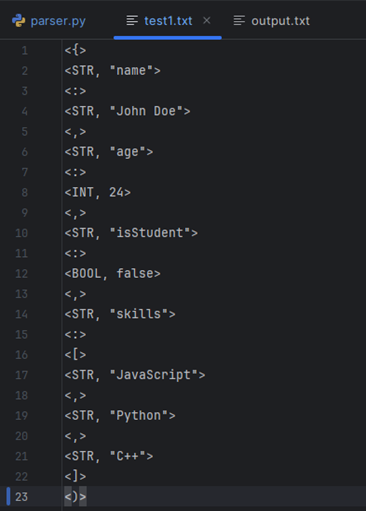 parser.py test1.txt × output.txt
1 <{>
2 <STR, "name">
3 <:>
4 <STR, "John Doe">
5 <,>
6 <STR, "age">
7 <:>
8 <INT, 24>
9 <,>
10 <STR, "isStudent">
11 <:>
12 <BOOL, false>
13 <,>
14 <STR, "skills">
15 <:>
16 <[>
17 <STR, "JavaScript">
18 <,>
19 <STR, "Python">
20 <,>
21 <STR, "C++">
22 <]>
23 <)>